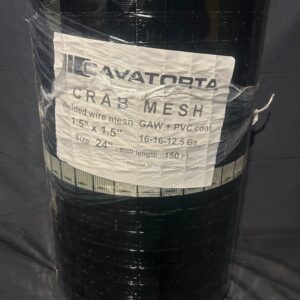 CAVATORTA
CRAB MESH
welded wire mesh GAW + PVC coat
1.5" x 1.5" 16-16-12,5 Ga.
Size 24" - Roll length : 150 FT